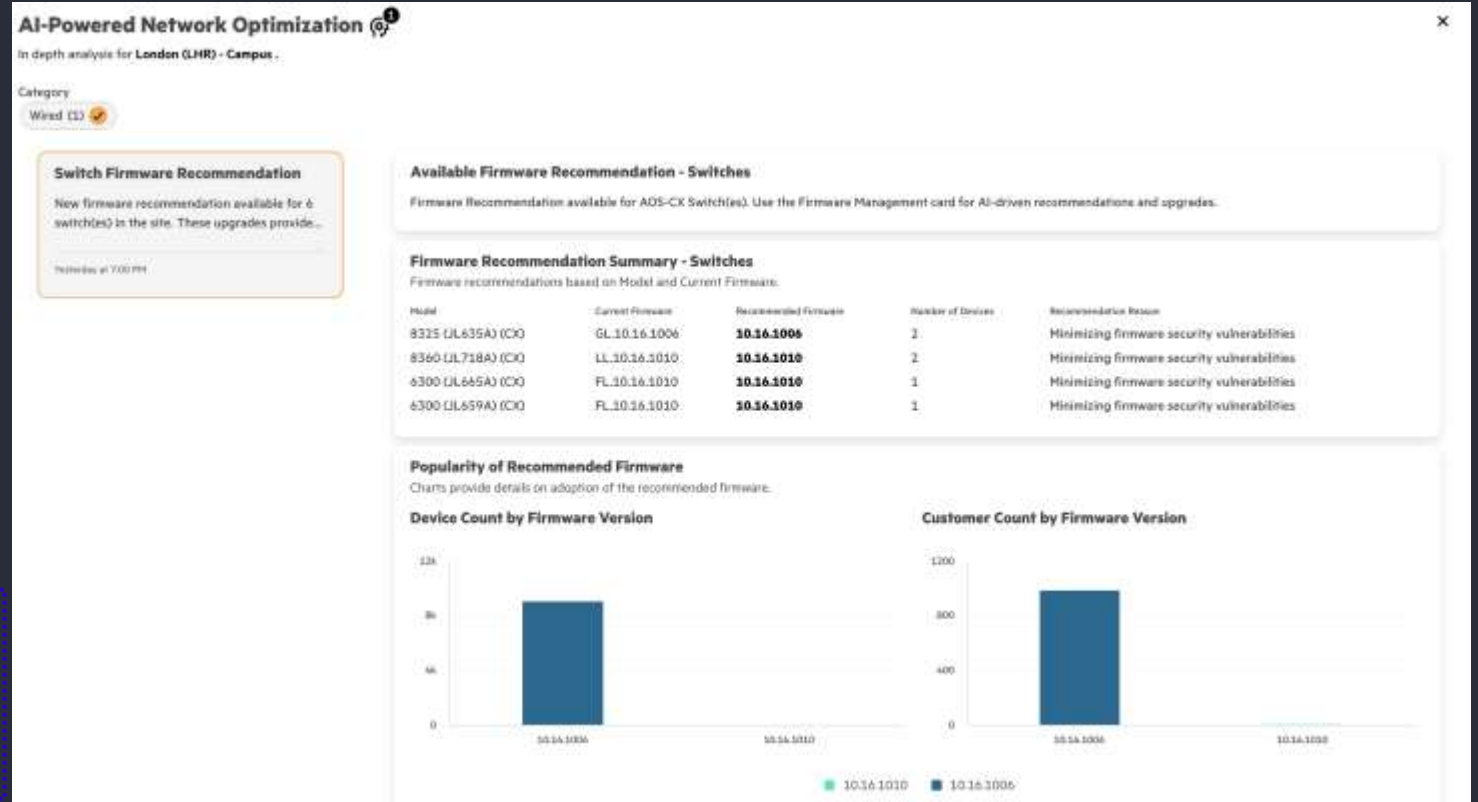 AI-Powered Network Optimization
1
In depth analysis for London (LHR) - Campus .
Category
Wired (1)
Switch Firmware Recommendation
New firmware recommendation available for 6
switch(es) in the site. These upgrades provide...
Yesterday at 7:00 PM
Available Firmware Recommendation - Switches
Firmware Recommendation available for AOS-CX Switch(es). Use the Firmware Management card for AI-driven recommendations and upgrades.
Firmware Recommendation Summary - Switches
Firmware recommendations based on Model and Current Firmware.
Model Current Firmware Recommended Firmware Number of Devices Recommendation Reason
8325 (JL635A) (CX) GL.10.16.1006 10.16.1006 2 Minimizing firmware security vulnerabilities
8360 (JL718A) (CX) LL.10.16.1010 10.16.1010 2 Minimizing firmware security vulnerabilities
6300 (JL665A) (CX) FL.10.16.1010 10.16.1010 1 Minimizing firmware security vulnerabilities
6300 (JL659A) (CX) FL.10.16.1010 10.16.1010 1 Minimizing firmware security vulnerabilities
Popularity of Recommended Firmware
Charts provide details on adoption of the recommended firmware.
Device Count by Firmware Version
12k
8k
4k
0
10.16.1006 10.16.1010
Customer Count by Firmware Version
1200
800
400
0
10.16.1006 10.16.1010
10.16.1010 10.16.1006